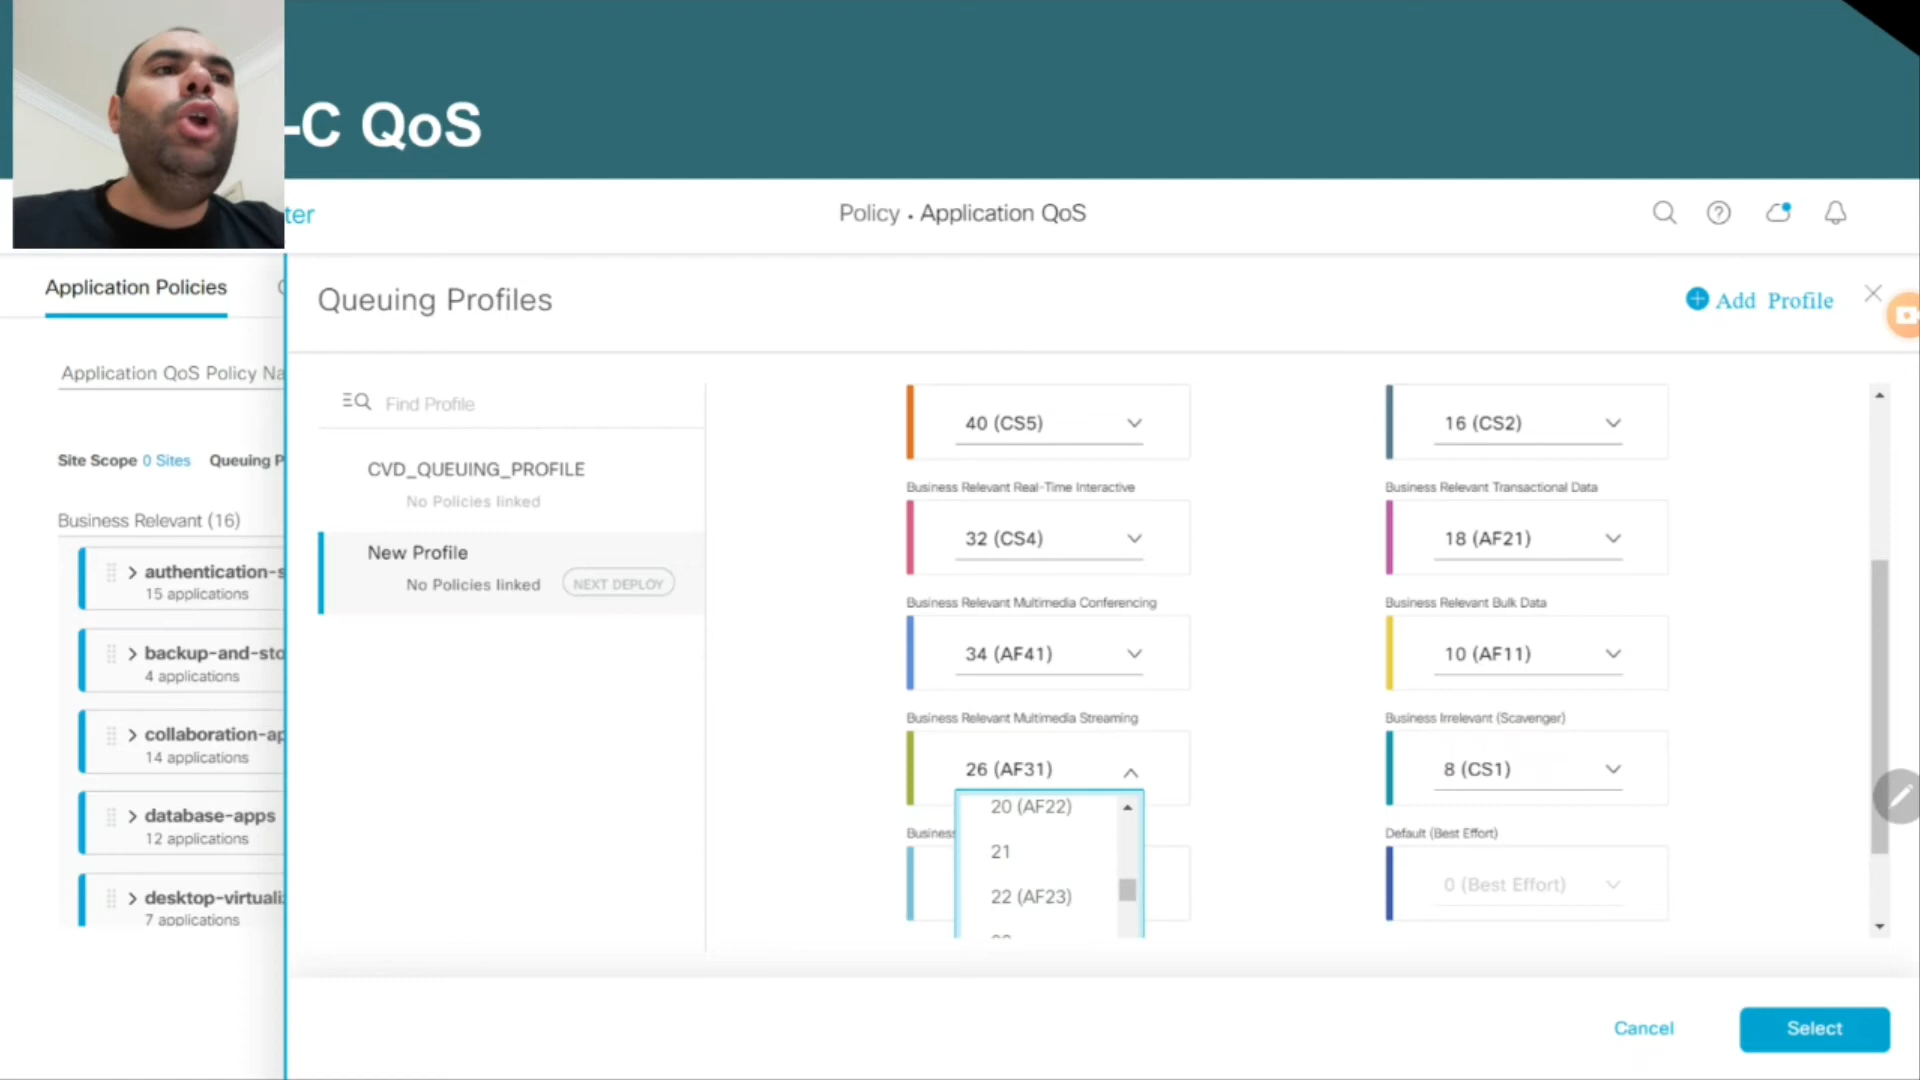 -C QoS
ter
Policy • Application QoS
Application Policies
Queuing Profiles
Add Profile
Application QoS Policy Na
Find Profile
Site Scope 0 Sites Queuing P
CVD_QUEUING_PROFILE
No Policies linked
New Profile
No Policies linked NEXT DEPLOY
Business Relevant (16)
authentication-s
15 applications
backup-and-sto
4 applications
collaboration-ap
14 applications
database-apps
12 applications
desktop-virtuali
7 applications
40 (CS5)
16 (CS2)
Business Relevant Real-Time Interactive
32 (CS4)
Business Relevant Transactional Data
18 (AF21)
Business Relevant Multimedia Conferencing
34 (AF41)
Business Relevant Bulk Data
10 (AF11)
Business Relevant Multimedia Streaming
26 (AF31)
Business Irrelevant (Scavenger)
8 (CS1)
20 (AF22)
21
22 (AF23)
Business
Default (Best Effort)
0 (Best Effort)
Cancel
Select